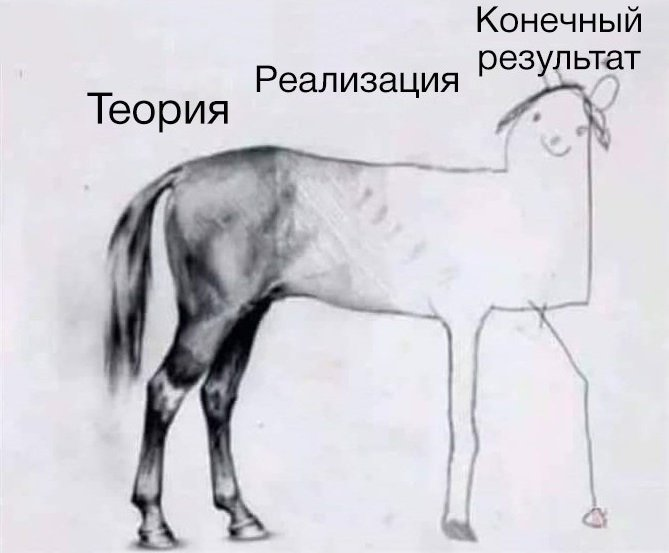 Теория
Реализация
Конечный
результат